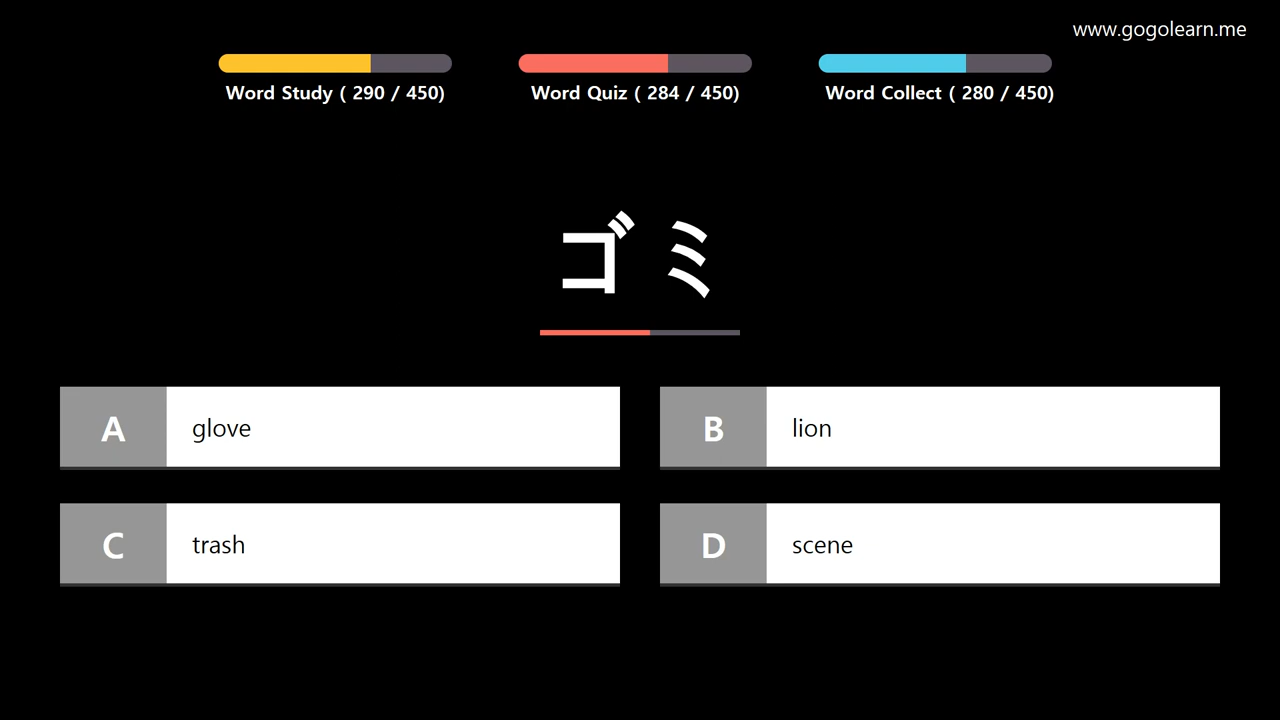 www.gogolearn.me
Word Study ( 290 / 450)
Word Quiz ( 284 / 450)
Word Collect ( 280 / 450)
ゴミ
A glove
B lion
C trash
D scene